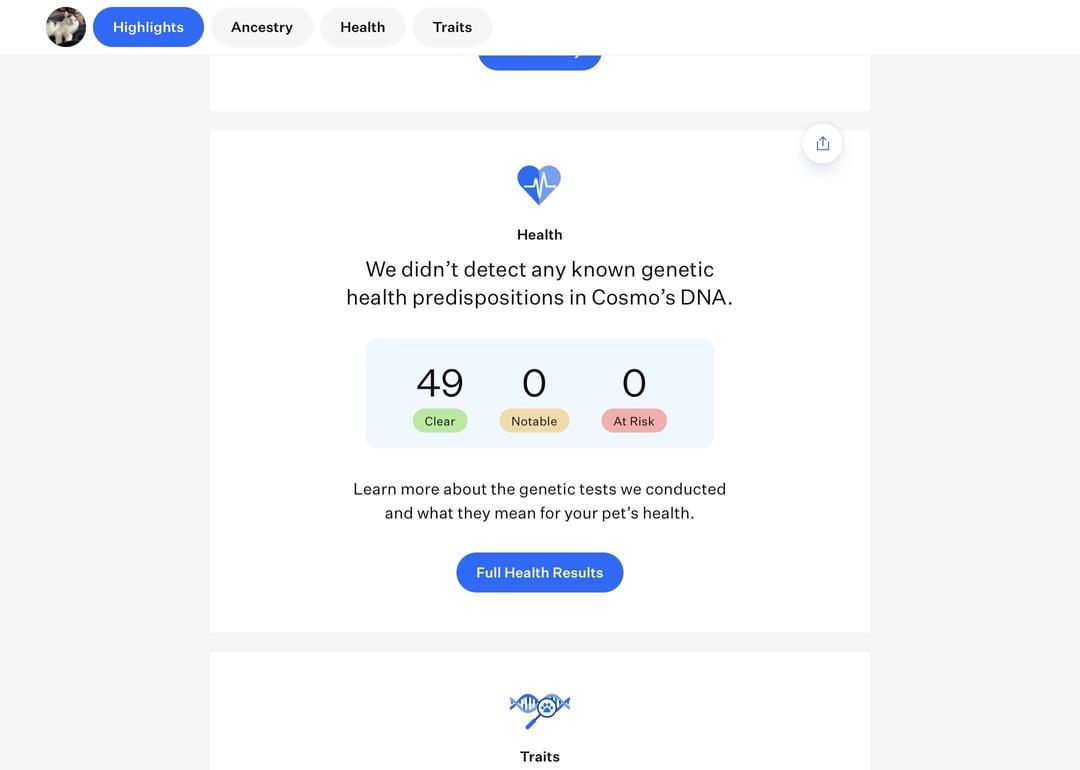 Highlights
Ancestry
Health
Traits
Health
We didn’t detect any known genetic
health predispositions in Cosmo’s DNA.
49
0
0
Clear
Notable
At Risk
Learn more about the genetic tests we conducted
and what they mean for your pet’s health.
Full Health Results
Traits